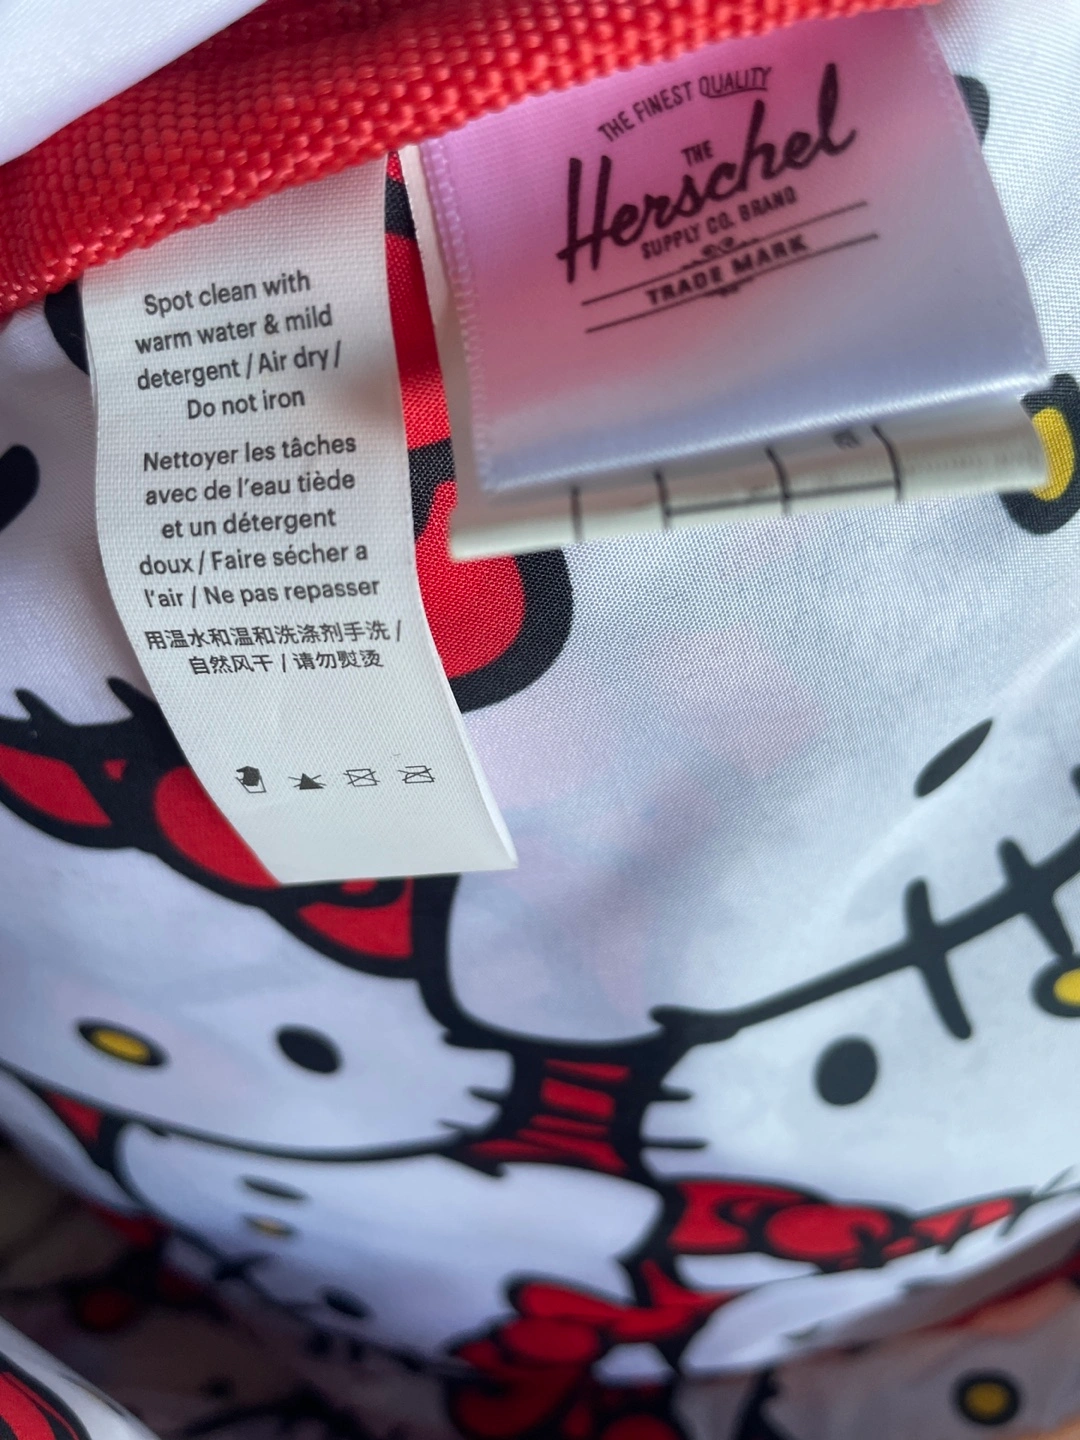 Spot clean with
warm water & mild
detergent / Air dry /
Do not iron
Nettoyer les tâches
avec de l'eau tiède
et un détergent
doux / Faire sécher a
l'air / Ne pas repasser
用温水和温和洗涤剂手洗 /
自然风干 / 请勿熨烫
THE FINEST QUALITY
THE
Herschel
SUPPLY CO. BRAND
TRADE MARK